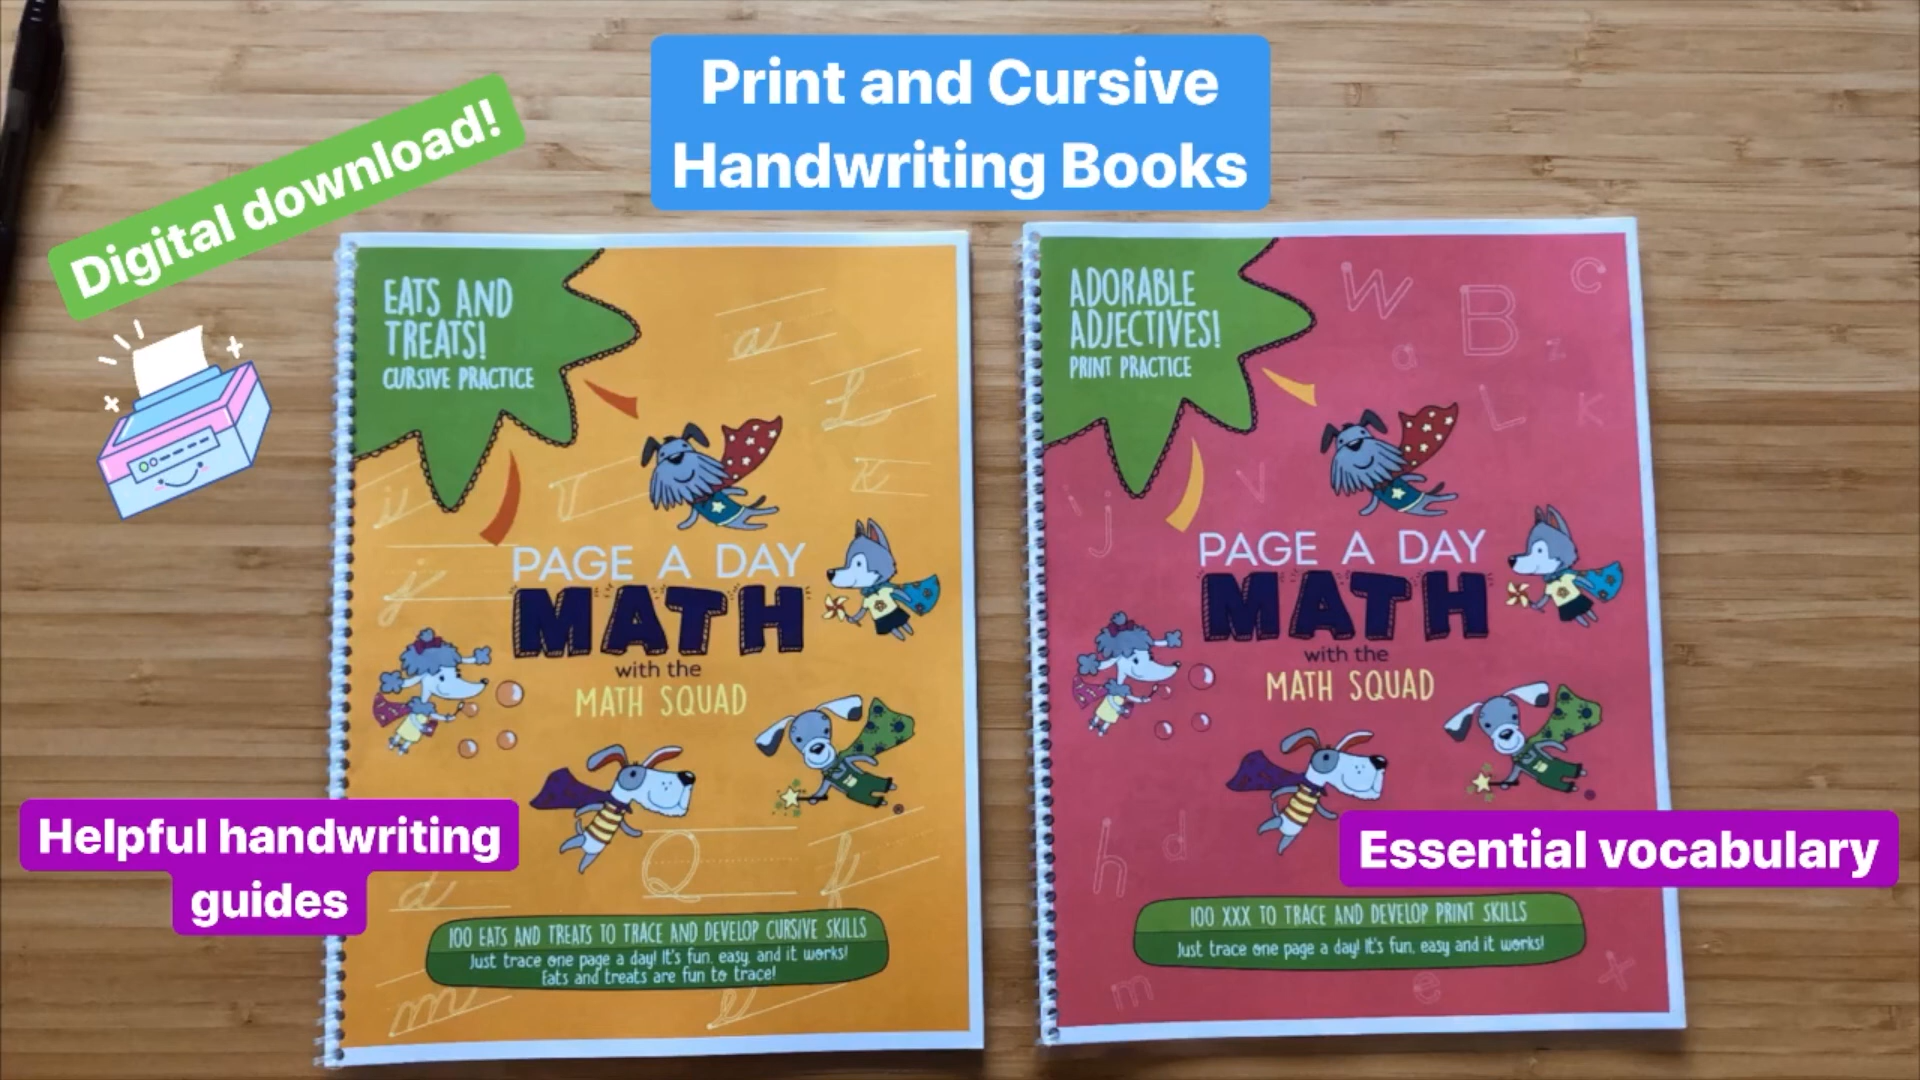 Print and Cursive
Handwriting Books
Digital download!
EATS AND
TREATS!
CURSIVE PRACTICE
PAGE A DAY
MATH
with the
MATH SQUAD
100 EATS AND TREATS TO TRACE AND DEVELOP CURSIVE SKILLS
Just trace one page a day! It's fun, easy, and it works!
Eats and treats are fun to trace!
ADORABLE
ADJECTIVES!
PRINT PRACTICE
PAGE A DAY
MATH
with the
MATH SQUAD
100 XXX TO TRACE AND DEVELOP PRINT SKILLS
Just trace one page a day! It's fun, easy and it works!
Helpful handwriting
guides
Essential vocabulary